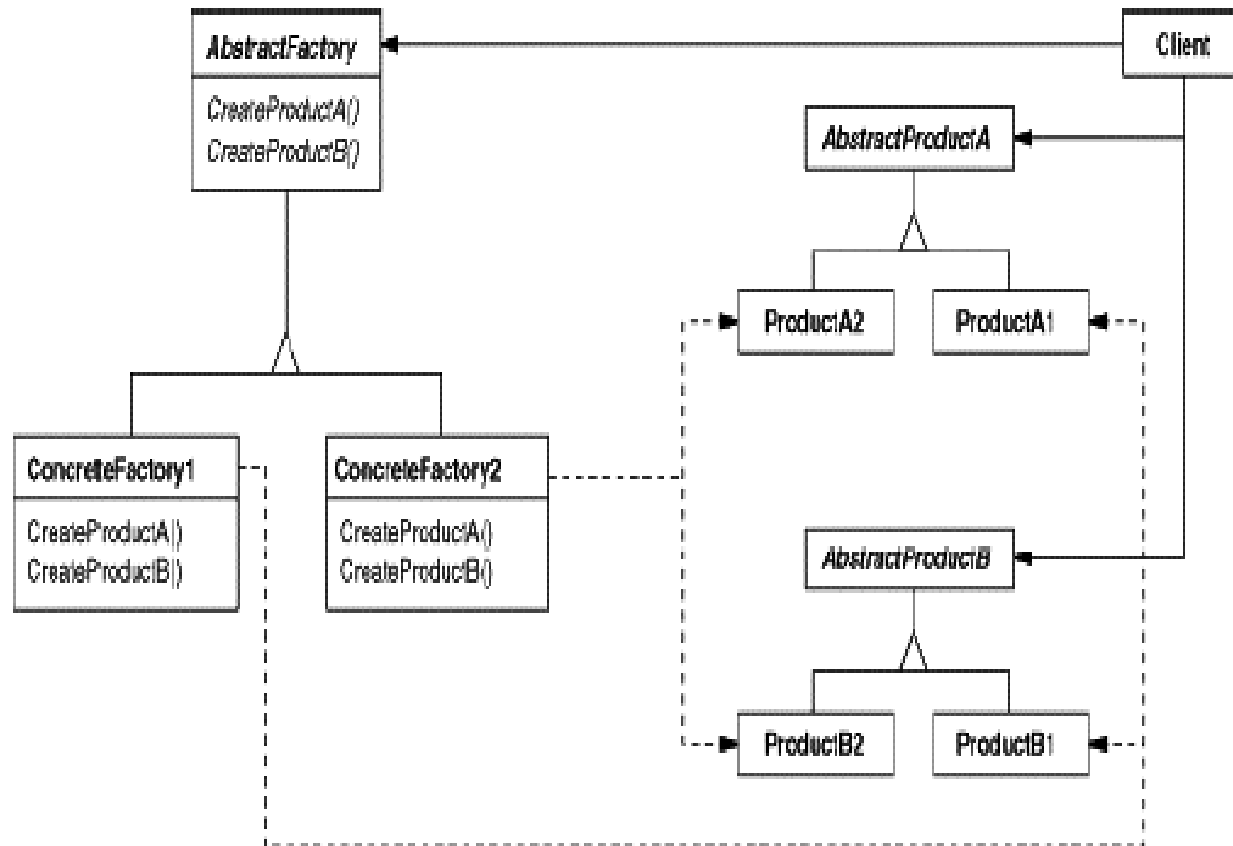 AbstractFactory
CreateProductA()
CreateProductB()
Client
AbstractProductA
ProductA2
ProductA1
ConcreteFactory1
CreateProductA()
CreateProductB()
ConcreteFactory2
CreateProductA()
CreateProductB()
AbstractProductB
ProductB2
ProductB1